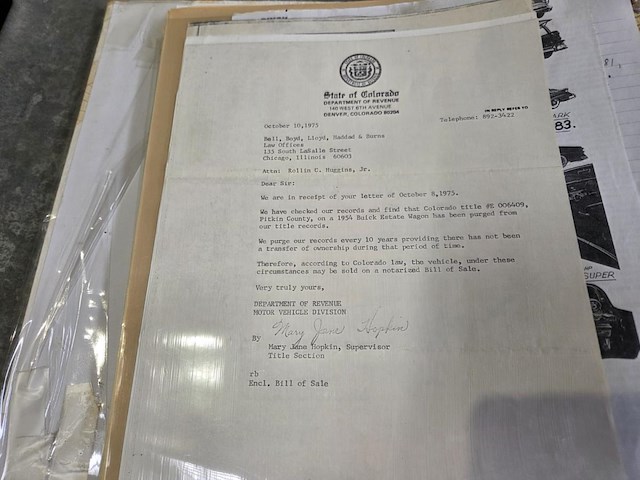 State of Colorado
DEPARTMENT OF REVENUE
140 WEST 6TH AVENUE
DENVER, COLORADO 80204
IN REPLY REFER TO
Telephone: 892-3422
October 10,1975
Bell, Boyd, Lloyd, Haddad & Burns
Law Offices
135 South LaSalle Street
Chicago, Illinois 60603
Attn: Rollin C. Huggins, Jr.
Dear Sir:
We are in receipt of your letter of October 8,1975.
We have checked our records and find that Colorado title #E 006409,
Pitkin County, on a 1954 Buick Estate Wagon has been purged from
our title records.
We purge our records every 10 years providing there has not been
a transfer of ownership during that period of time.
Therefore, according to Colorado law, the vehicle, under these
circumstances may be sold on a notarized Bill of Sale.
Very truly yours,
DEPARTMENT OF REVENUE
MOTOR VEHICLE DIVISION
Mary Jane Hopkin
By
Mary Jane Hopkin, Supervisor
Title Section
rb
Encl. Bill of Sale
83.
SUPER